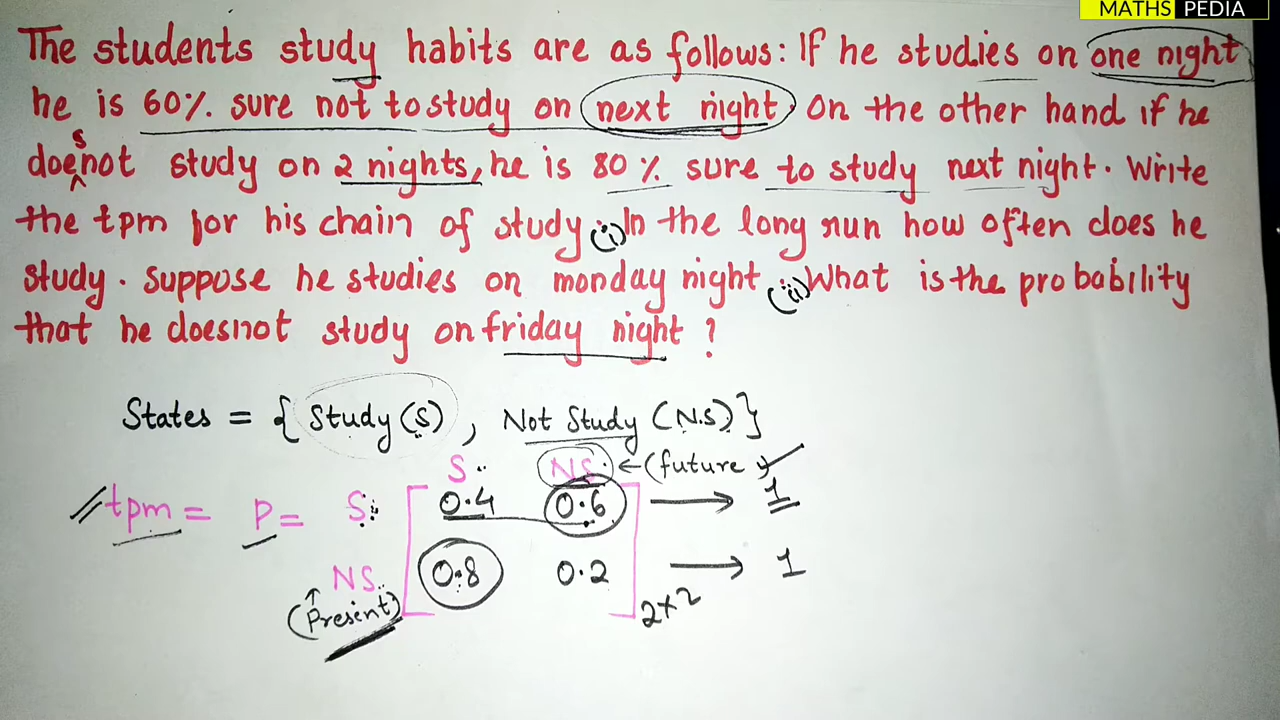 MATHS PEDIA
The students study habits are as follows: If he studies on one night
he is 60%. sure not to study on next night. On the other hand if he
does not study on 2 nights, he is 80% sure to study next night. Write
the tpm for his chain of study (i) In the long run how often does he
study. Suppose he studies on monday night (ii) What is the probability
that he doesnot study on friday night ?
States = { Study (S) , Not Study (N.S) }
S NS ← (future)
tpm = P = S 0.4 0.6 → 1
NS 0.8 0.2 → 1
(Present) 2×2